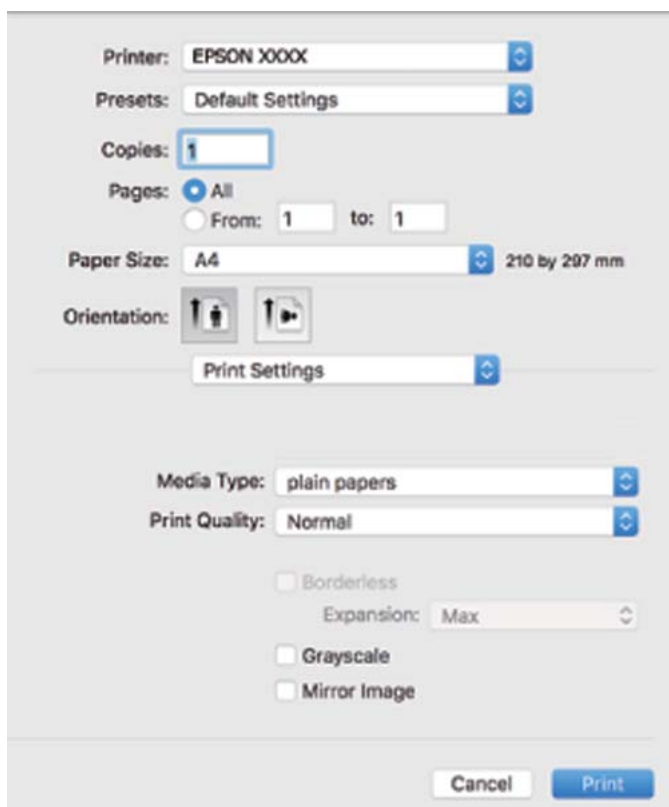 Printer: EPSON XXXX
Presets: Default Settings
Copies: 1
Pages: All
From: 1 to: 1
Paper Size: A4 210 by 297 mm
Orientation:
Print Settings
Media Type: plain papers
Print Quality: Normal
Borderless
Expansion: Max
Grayscale
Mirror Image
Cancel Print